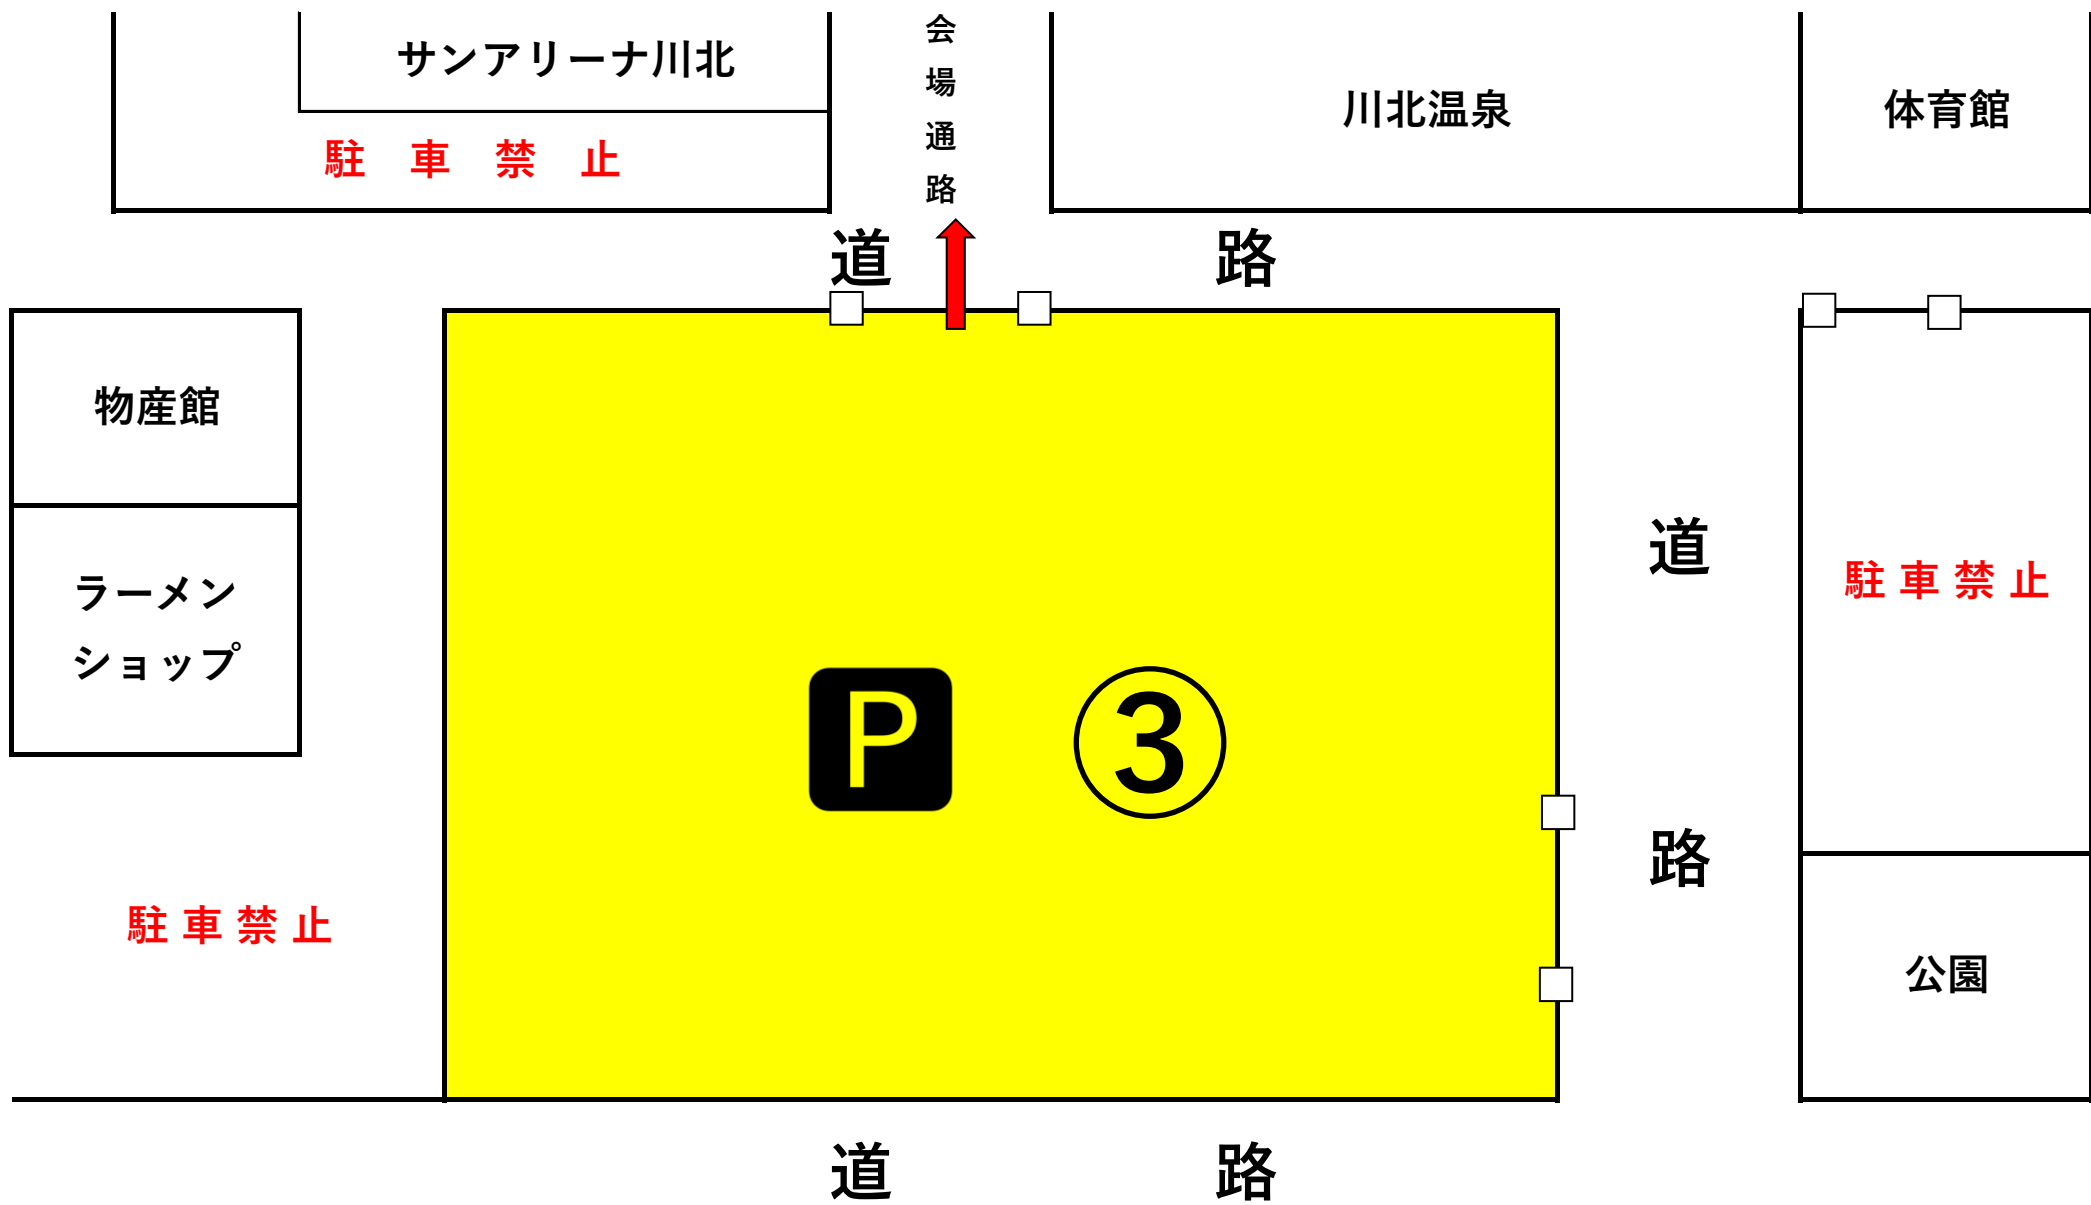 サンアリーナ川北
駐車禁止
会場通路
川北温泉
体育館
道路
物産館
ラーメン
ショップ
駐車禁止
P ③
道路
駐車禁止
公園
道路